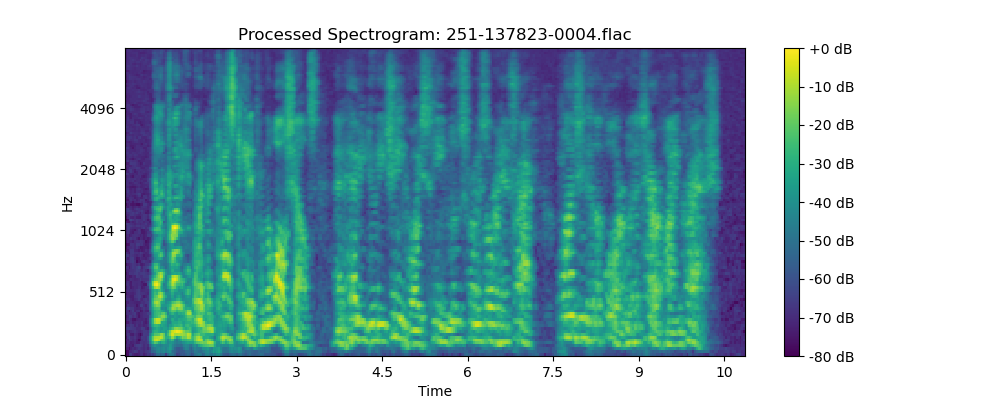 Processed Spectrogram: 251-137823-0004.flac
+0 dB
4096
-10 dB
-20 dB
2048
-30 dB
Hz
-40 dB
1024
-50 dB
512
-60 dB
-70 dB
0
-80 dB
0 1.5 3 4.5 6 7.5 9 10
Time